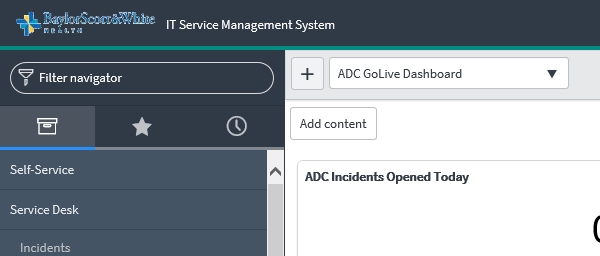 BaylorScott&White
HEALTH
IT Service Management System
Filter navigator
ADC GoLive Dashboard
Add content
Self-Service
ADC Incidents Opened Today
Service Desk
Incidents